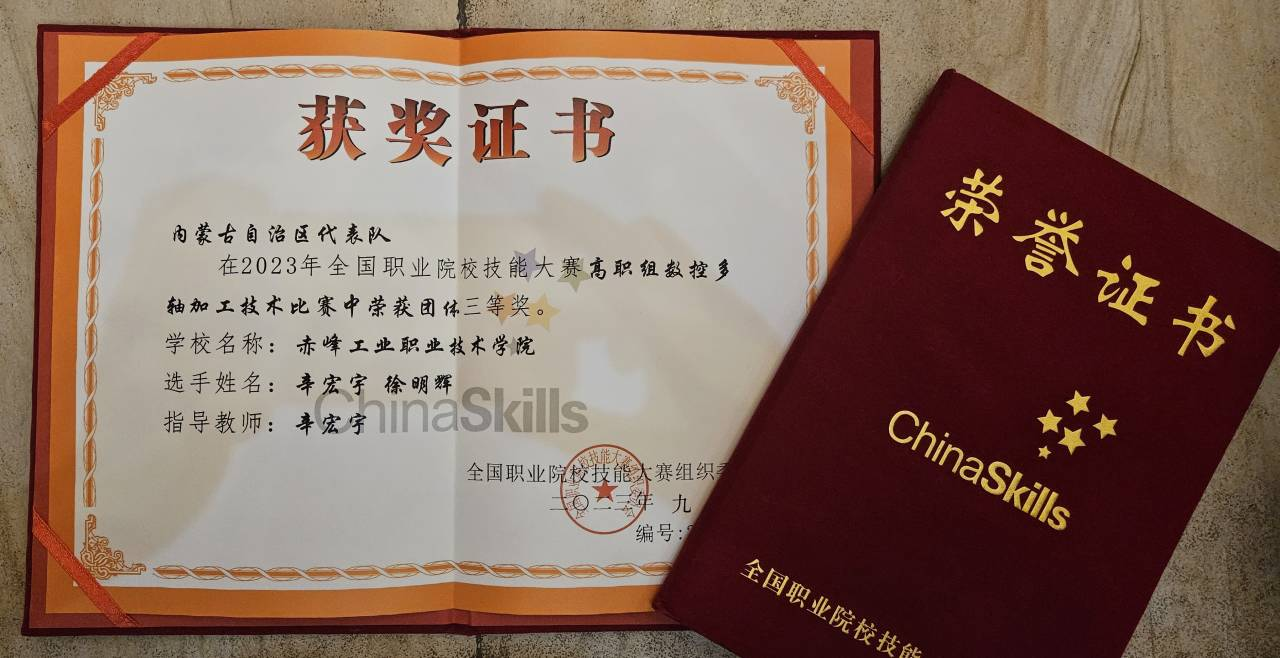 获奖证书
内蒙古自治区代表队
在2023年全国职业院校技能大赛高职组数控多
轴加工技术比赛中荣获团体三等奖。
学校名称：赤峰工业职业技术学院
选手姓名：辛宏宇 徐明辉
指导教师：辛宏宇
ChinaSkills
全国职业院校技能大赛组织委
二〇二三年 九
编号:
荣誉证书
ChinaSkills
全国职业院校技能